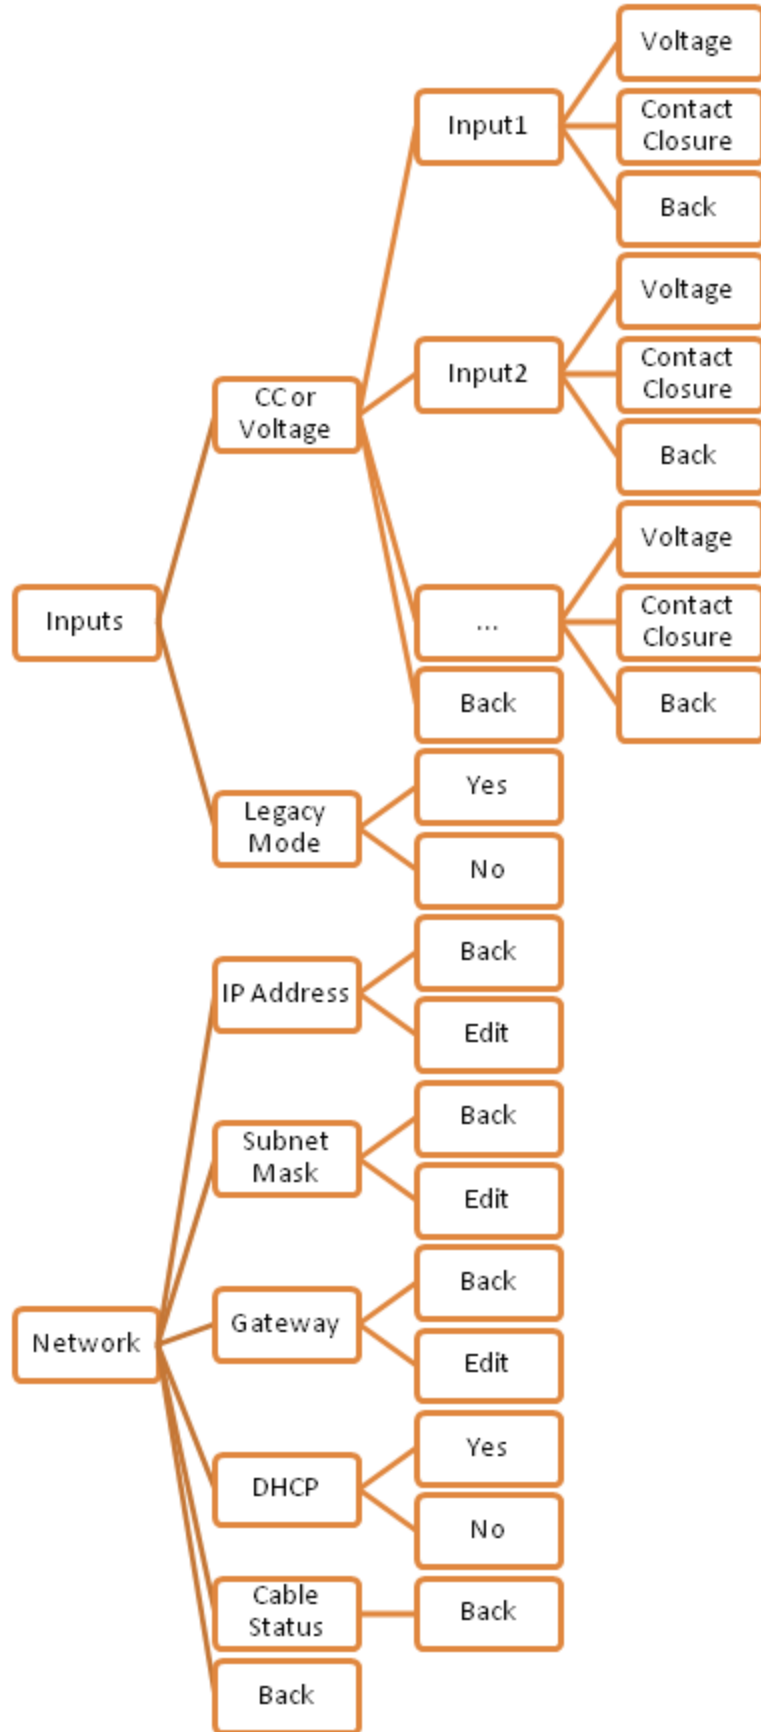 Inputs
CC or
Voltage
Input1
Voltage
Contact
Closure
Back
Input2
Voltage
Contact
Closure
Back
...
Voltage
Contact
Closure
Back
Back
Legacy
Mode
Yes
No
Network
IP Address
Back
Edit
Subnet
Mask
Back
Edit
Gateway
Back
Edit
DHCP
Yes
No
Cable
Status
Back
Back